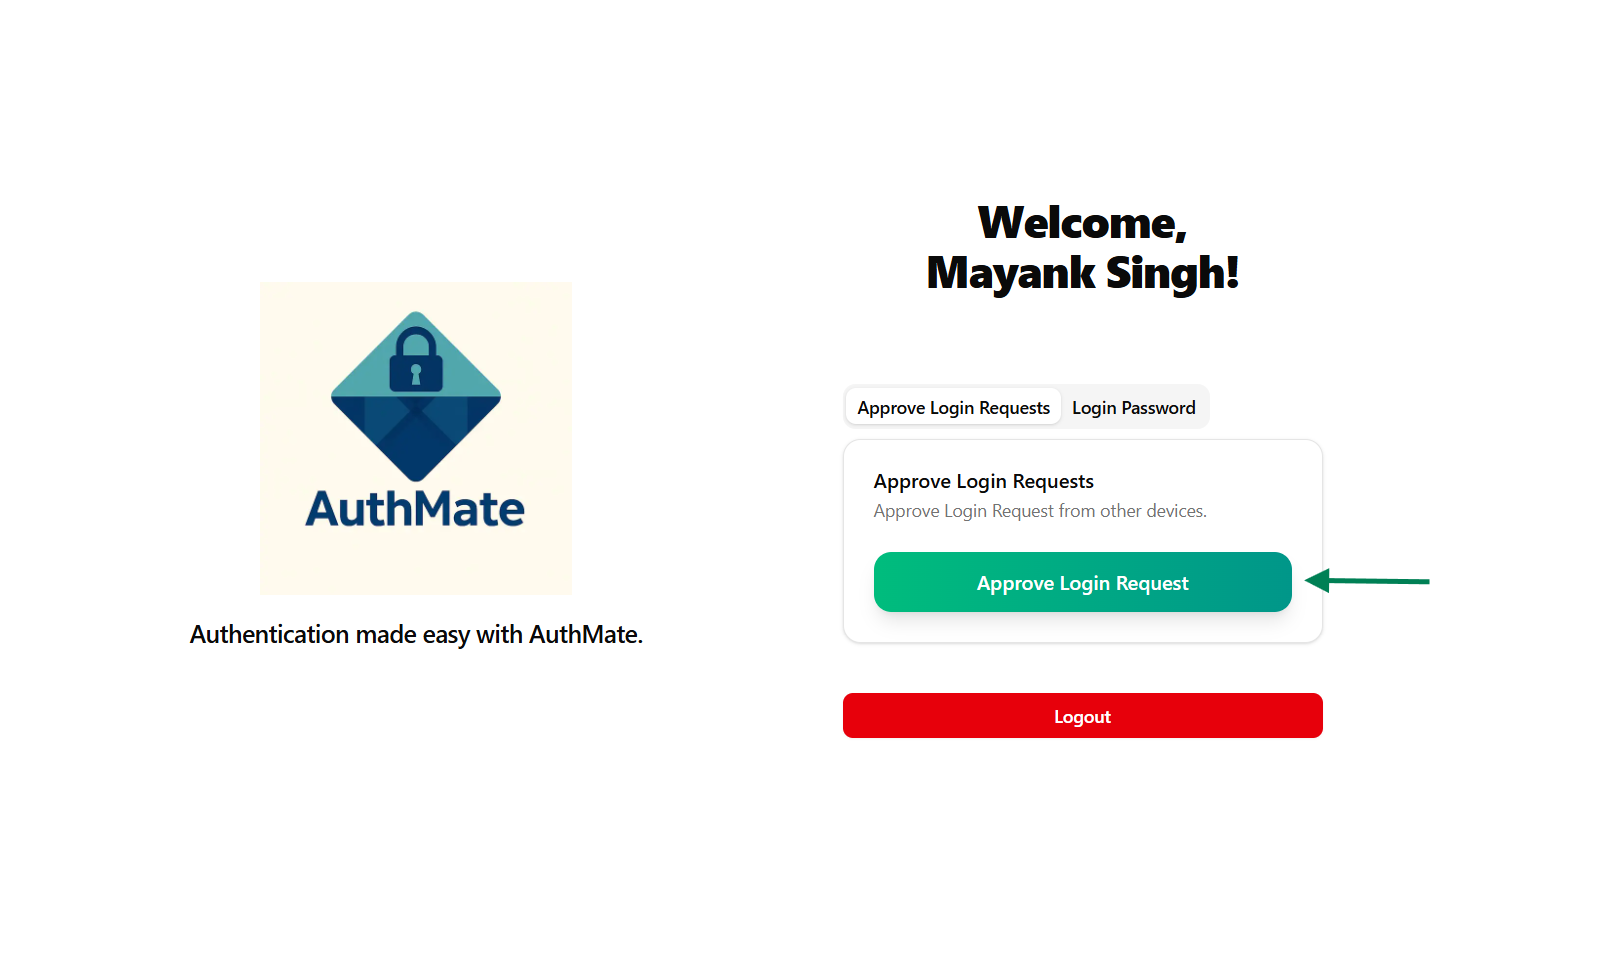 AuthMate
Authentication made easy with AuthMate.
Welcome,
Mayank Singh!
Approve Login Requests
Login Password
Approve Login Requests
Approve Login Request from other devices.
Approve Login Request
Logout